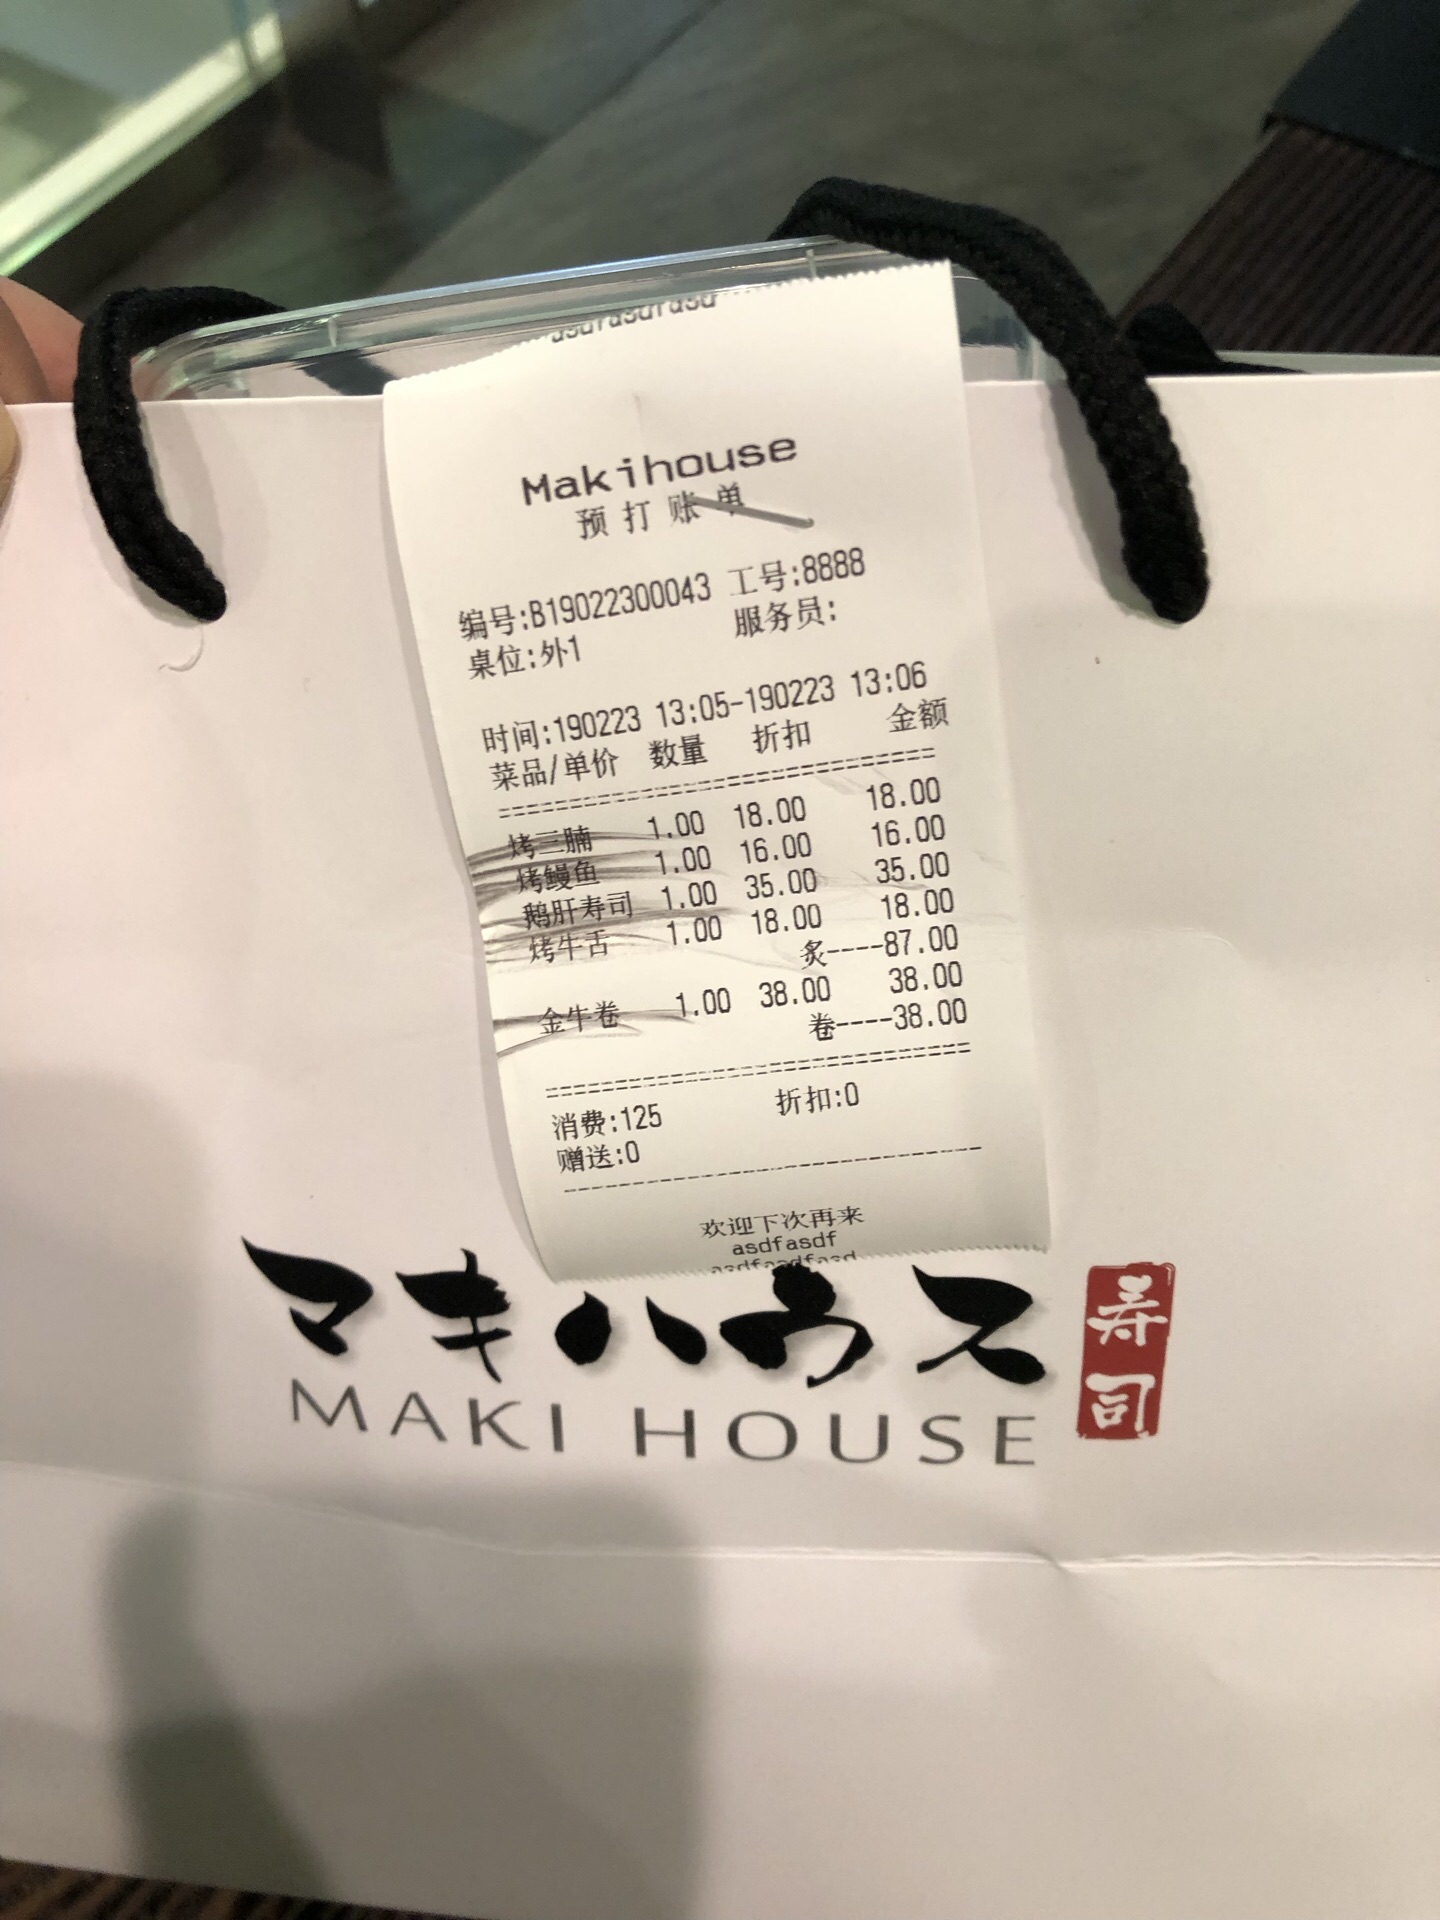 asdfasdfasd
Makihouse
预打账单
编号:B19022300043 工号:8888
桌位:外1 服务员:
时间:190223 13:05-190223 13:06
菜品/单价 数量 折扣 金额
烤三腩 1.00 18.00 18.00
烤鳗鱼 1.00 16.00 16.00
鹅肝寿司 1.00 35.00 35.00
烤牛舌 1.00 18.00 18.00
炙----87.00
金牛卷 1.00 38.00 38.00
卷----38.00
消费:125 折扣:0
赠送:0
欢迎下次再来
asdfasdf
asdfasdfasd
マキハウス
寿司
MAKI HOUSE